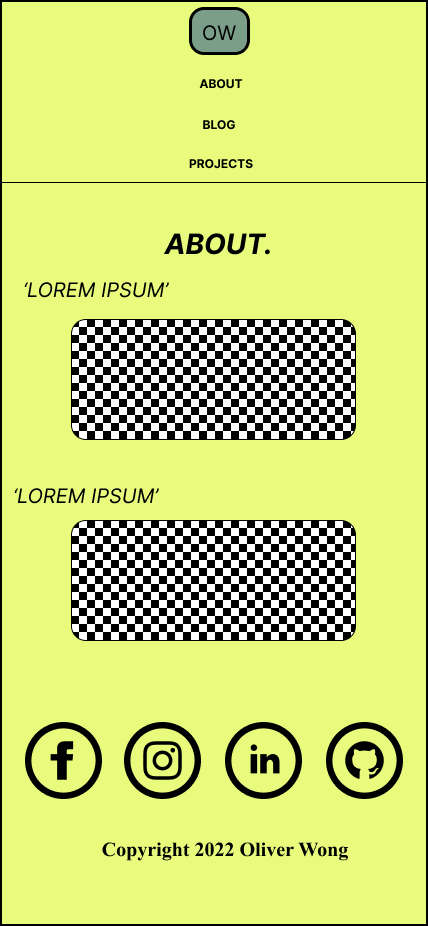 OW
ABOUT
BLOG
PROJECTS
ABOUT.
‘LOREM IPSUM’
‘LOREM IPSUM’
Copyright 2022 Oliver Wong